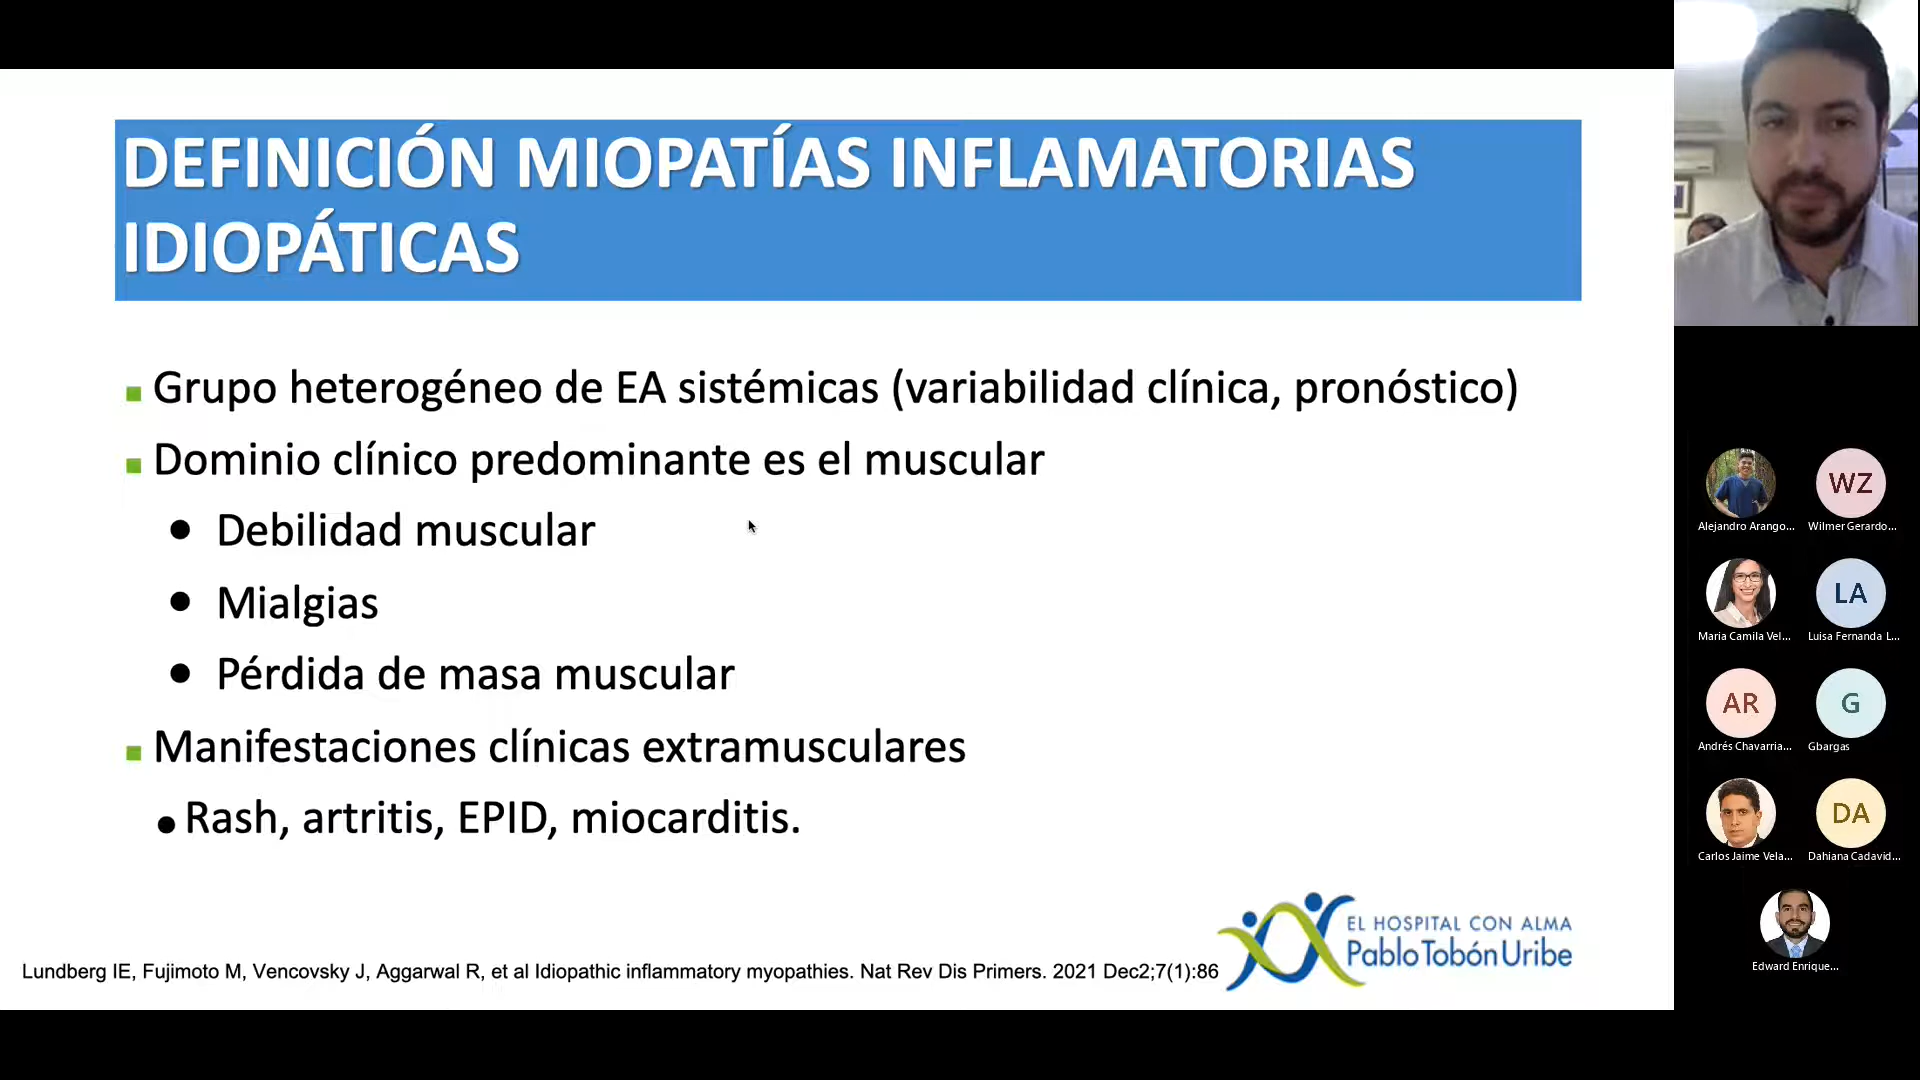 DEFINICIÓN MIOPATÍAS INFLAMATORIAS
IDIOPÁTICAS
Grupo heterogéneo de EA sistémicas (variabilidad clínica, pronóstico)
Dominio clínico predominante es el muscular
Debilidad muscular
Mialgias
Pérdida de masa muscular
Manifestaciones clínicas extramusculares
Rash, artritis, EPID, miocarditis.
EL HOSPITAL CON ALMA
Pablo Tobón Uribe
Lundberg IE, Fujimoto M, Vencovsky J, Aggarwal R, et al Idiopathic inflammatory myopathies. Nat Rev Dis Primers. 2021 Dec2;7(1):86
WZ
Alejandro Arango...
Wilmer Gerardo...
LA
Maria Camila Vel...
Luisa Fernanda L...
AR
G
Andrés Chavarria...
Gbargas
DA
Carlos Jaime Vela...
Dahiana Cadavid...
Edward Enrique...